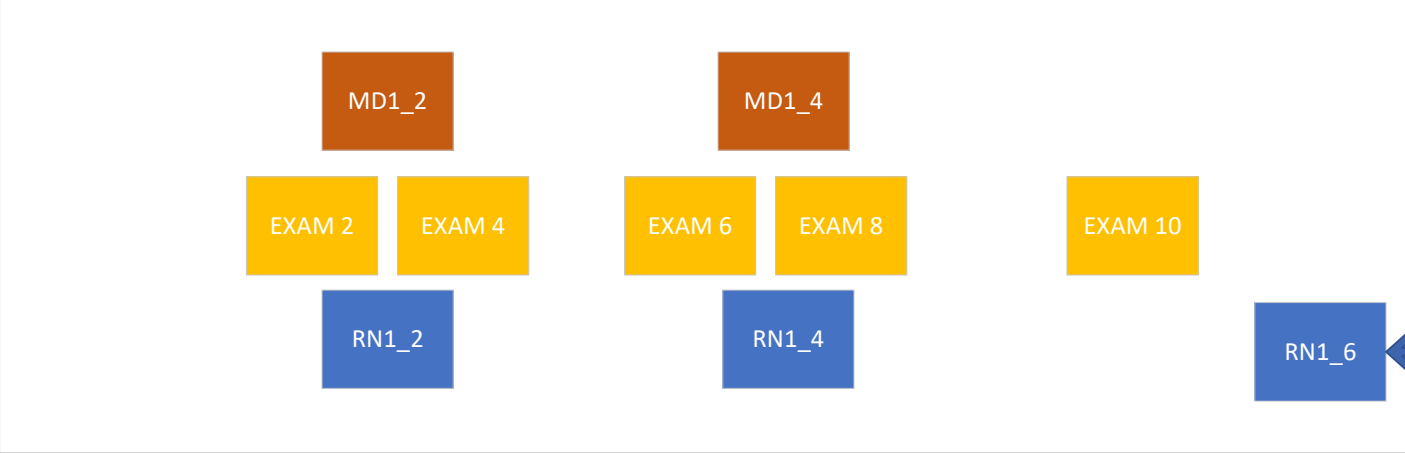 MD1_2
MD1_4
EXAM 2
EXAM 4
EXAM 6
EXAM 8
EXAM 10
RN1_2
RN1_4
RN1_6